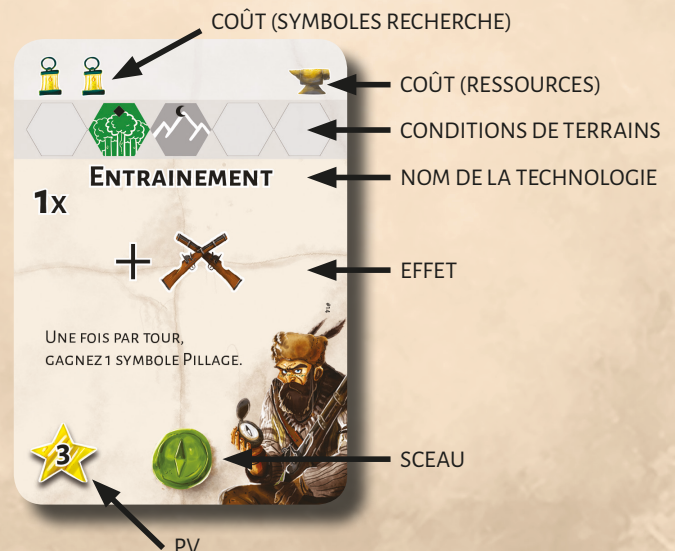 COÛT (SYMBOLES RECHERCHE)
COÛT (RESSOURCES)
CONDITIONS DE TERRAINS
ENTRAINEMENT
NOM DE LA TECHNOLOGIE
1X
+
EFFET
#14
UNE FOIS PAR TOUR,
GAGNEZ 1 SYMBOLE PILLAGE.
3
SCEAU
PV